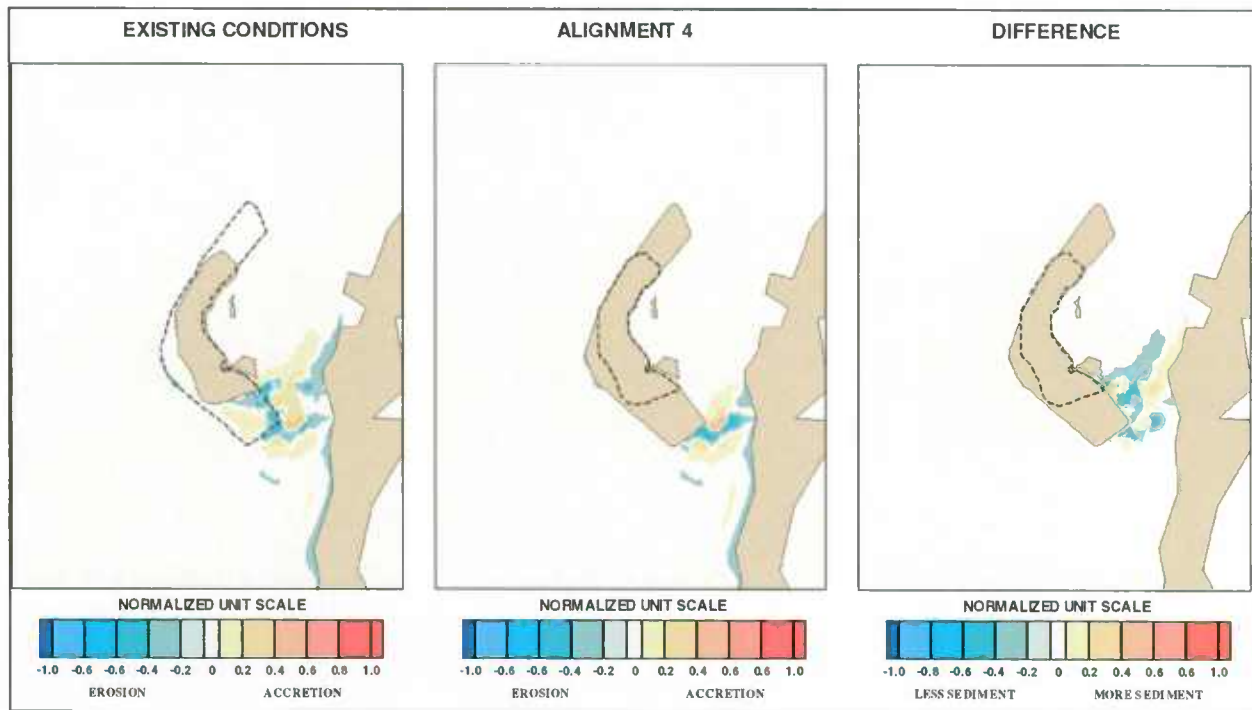 EXISTING CONDITIONS
ALIGNMENT 4
DIFFERENCE
NORMALIZED UNIT SCALE
-1.0 -0.6 -0.6 -0.4 -0.2 0 0.2 0.4 0.6 0.8 1.0
EROSION ACCRETION
NORMALIZED UNIT SCALE
-1.0 -0.6 -0.6 -0.4 -0.2 0 0.2 0.4 0.6 0.8 1.0
EROSION ACCRETION
NORMALIZED UNIT SCALE
-1.0 -0.8 -0.6 -0.4 -0.2 0 0.2 0.4 0.6 0.8 1.0
LESS SEDIMENT MORE SEDIMENT